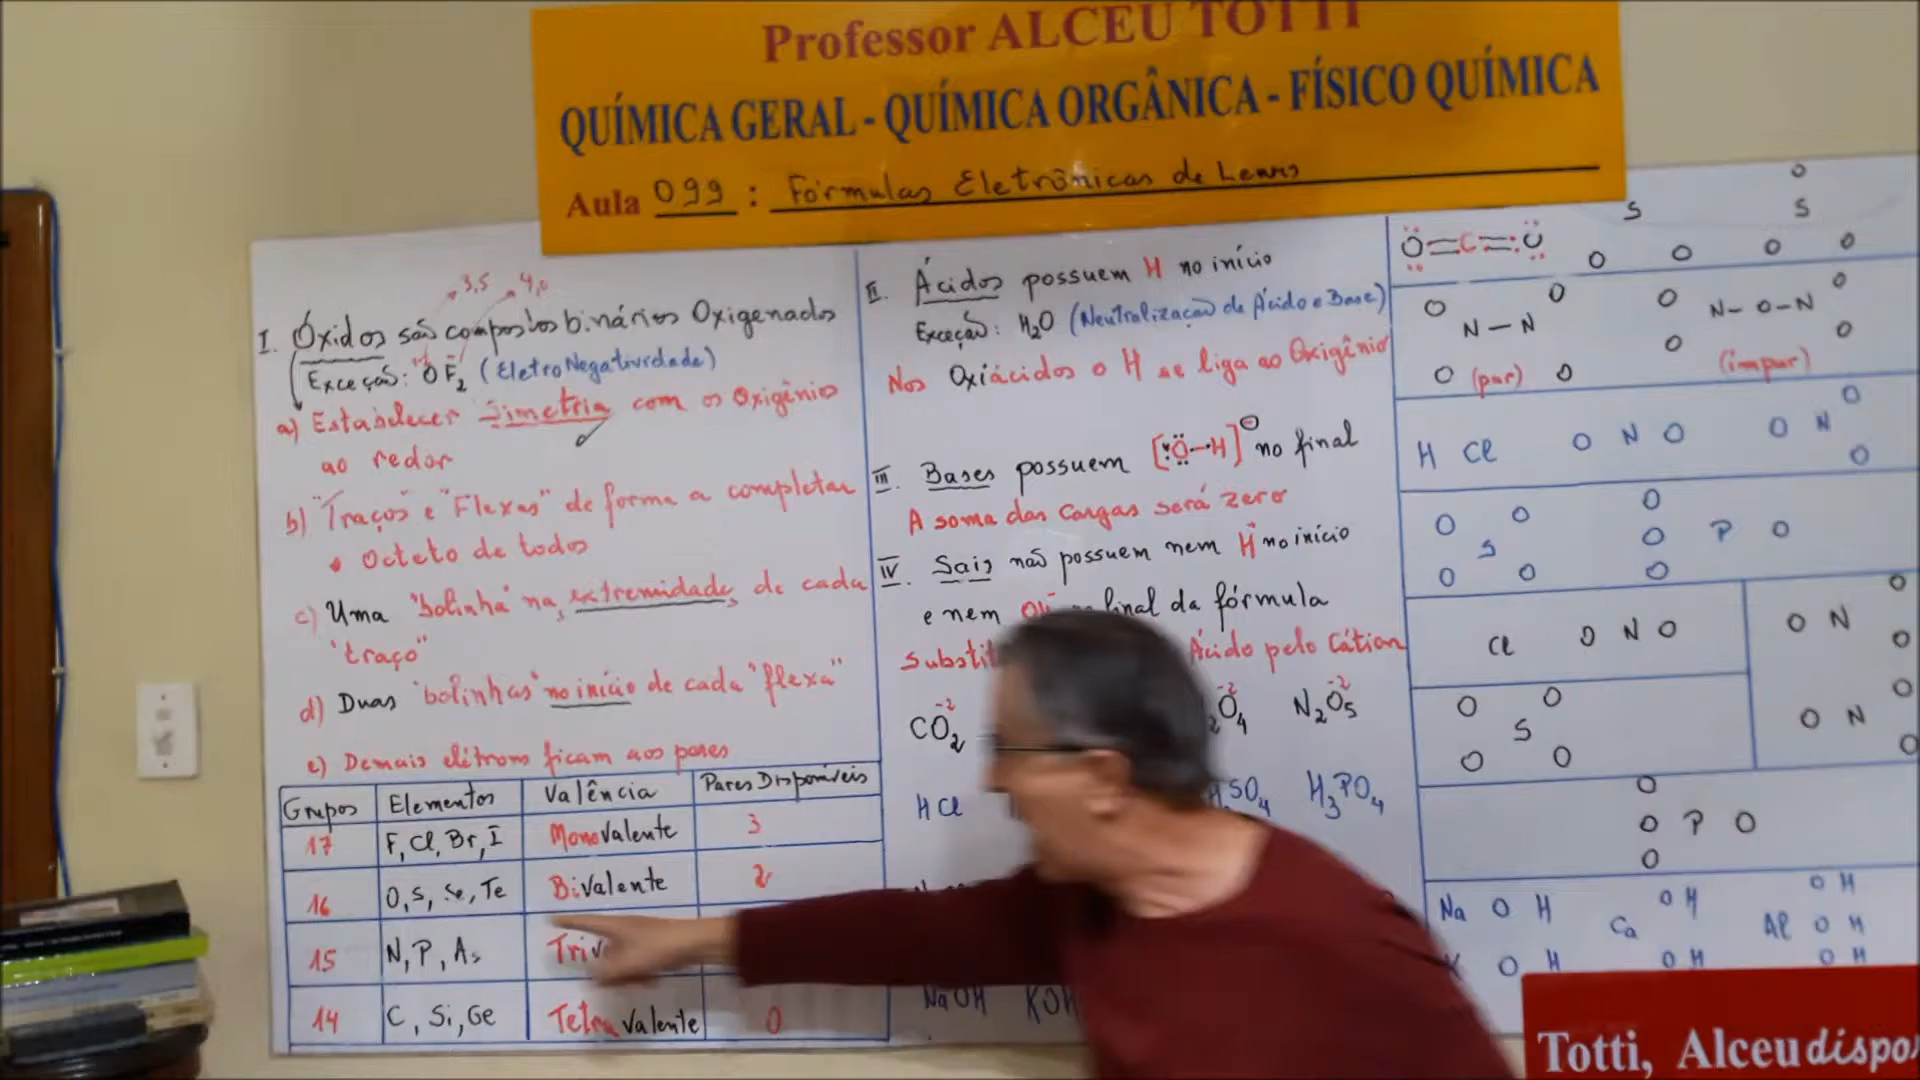 Professor ALCEU TOTTI
QUÍMICA GERAL - QUÍMICA ORGÂNICA - FÍSICO QUÍMICA
Aula 099 : Fórmulas Eletrônicas de Lewis
3,5 4,0
I. Óxidos são compostos binários Oxigenados
Exceção: OF2 (EletroNegatividade)
a) Estabelecer Simetria com os Oxigênios
ao redor
b) "Traços" e "Flexas" de forma a completar
• Octeto de todos
c) Uma "bolinha" na extremidade de cada
"traço"
d) Duas "bolinhas" no início de cada "flexa"
e) Demais elétrons ficam aos pares
Grupos Elementos Valência Pares Disponíveis
17 F, Cl, Br, I Monovalente 3
16 O, S, Se, Te Bivalente 2
15 N, P, As
14 C, Si, Ge Tetravalente 0
II. Ácidos possuem H no início
Exceção: H2O (Neutralização de Ácido e Base)
Nos Oxiácidos o H se liga ao Oxigênio
III. Bases possuem [O-H]⊖ no final
A soma das Cargas será zero
IV. Sais não possuem nem H no início
e nem final da fórmula
Ácido pelo Cátion
CO2 -2 O4 -2 N2O5 -2
HCl SO4 H3PO4
NaOH KOH
O=C=O
S
O O
O
S
O O
O O
N-N
O (par) O
O O
N-O-N
O O
(impar)
H Cl
O N O
O N O
O
O O
S
O O
O
O P O
O
Cl
O N O
O N O
O
O
O N
O
O O
S
O O
O
O P O
O
Na O H
K O H
O H
Ca
O H
O H
Al O H
O H
Totti, Alceu